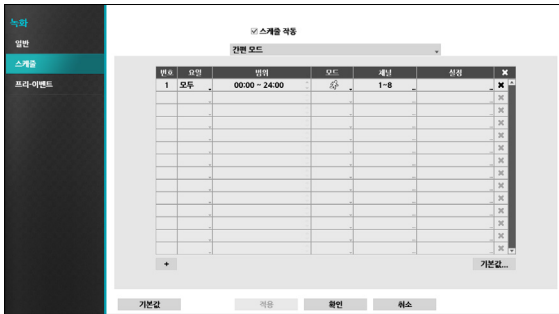 녹화
일반
스케줄
프리-이벤트
스케줄 작동
간편 모드
번호 요일 범위 모드 채널 설정 ×
1 모두 00:00 ~ 24:00 1~8 ×
+ 기본값...
기본값 적용 확인 취소